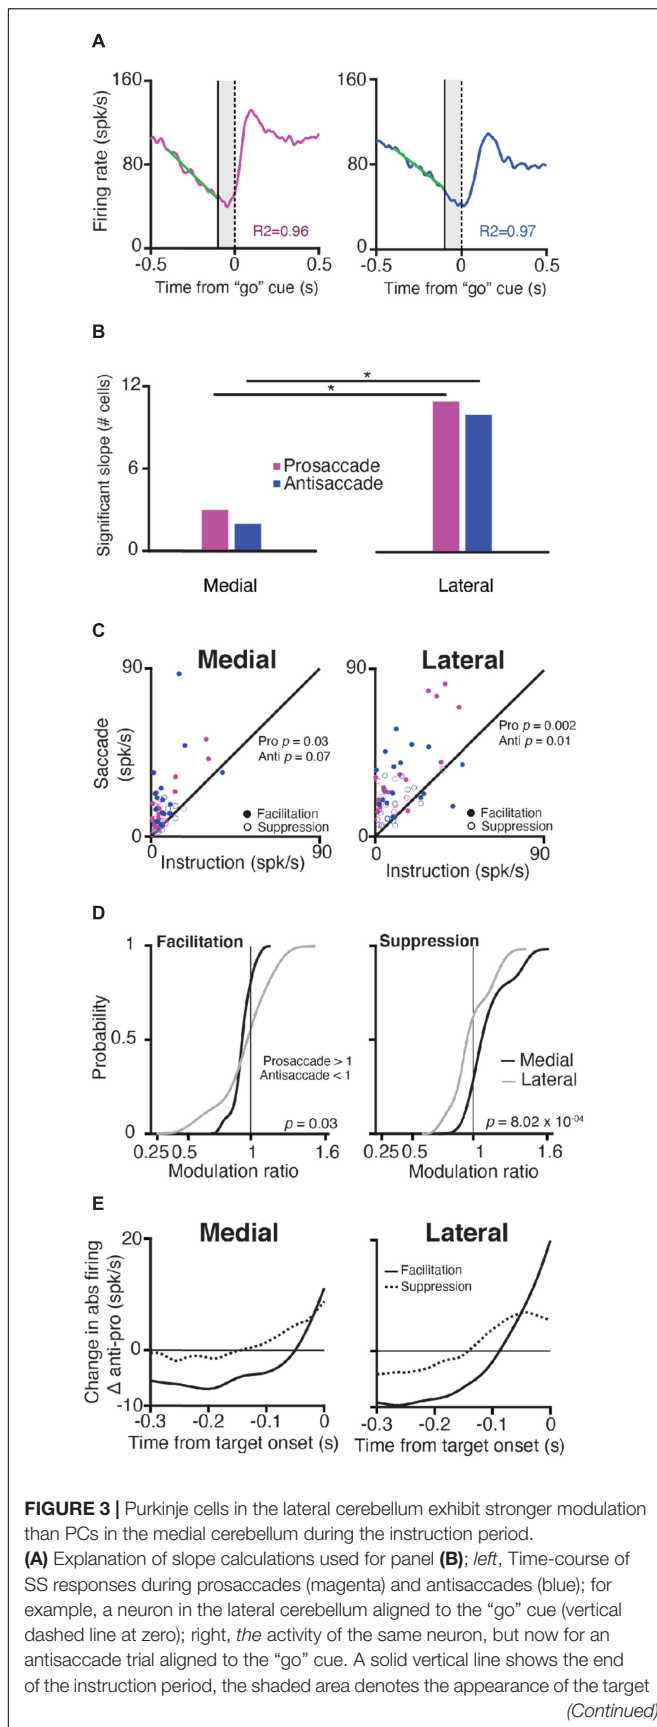 A
160
80
0
Firing rate (spk/s)
R2=0.96
-0.5
0
0.5
Time from “go” cue (s)
160
80
0
R2=0.97
-0.5
0
0.5
Time from “go” cue (s)
B
Significant slope (# cells)
12
6
0
*
*
Prosaccade
Antisaccade
Medial
Lateral
C
Medial
Saccade
(spk/s)
90
0
Pro p = 0.03
Anti p = 0.07
Facilitation
Suppression
0
90
Instruction (spk/s)
Lateral
90
0
Pro p = 0.002
Anti p = 0.01
Facilitation
Suppression
0
90
Instruction (spk/s)
D
Probability
1
0.5
0
Facilitation
Prosaccade > 1
Antisaccade < 1
p = 0.03
0.25 0.5
1
1.6
Modulation ratio
Suppression
Medial
Lateral
p = 8.02 x 10-04
0.25 0.5
1
1.6
Modulation ratio
E
Medial
Change in abs firing
Δ anti-pro (spk/s)
20
0
-10
-0.3
-0.2
-0.1
0
Time from target onset (s)
Lateral
Facilitation
Suppression
-0.3
-0.2
-0.1
0
Time from target onset (s)
FIGURE 3 | Purkinje cells in the lateral cerebellum exhibit stronger modulation
than PCs in the medial cerebellum during the instruction period.
(A) Explanation of slope calculations used for panel (B); left, Time-course of
SS responses during prosaccades (magenta) and antisaccades (blue); for
example, a neuron in the lateral cerebellum aligned to the “go” cue (vertical
dashed line at zero); right, the activity of the same neuron, but now for an
antisaccade trial aligned to the “go” cue. A solid vertical line shows the end
of the instruction period, the shaded area denotes the appearance of the target
(Continued)